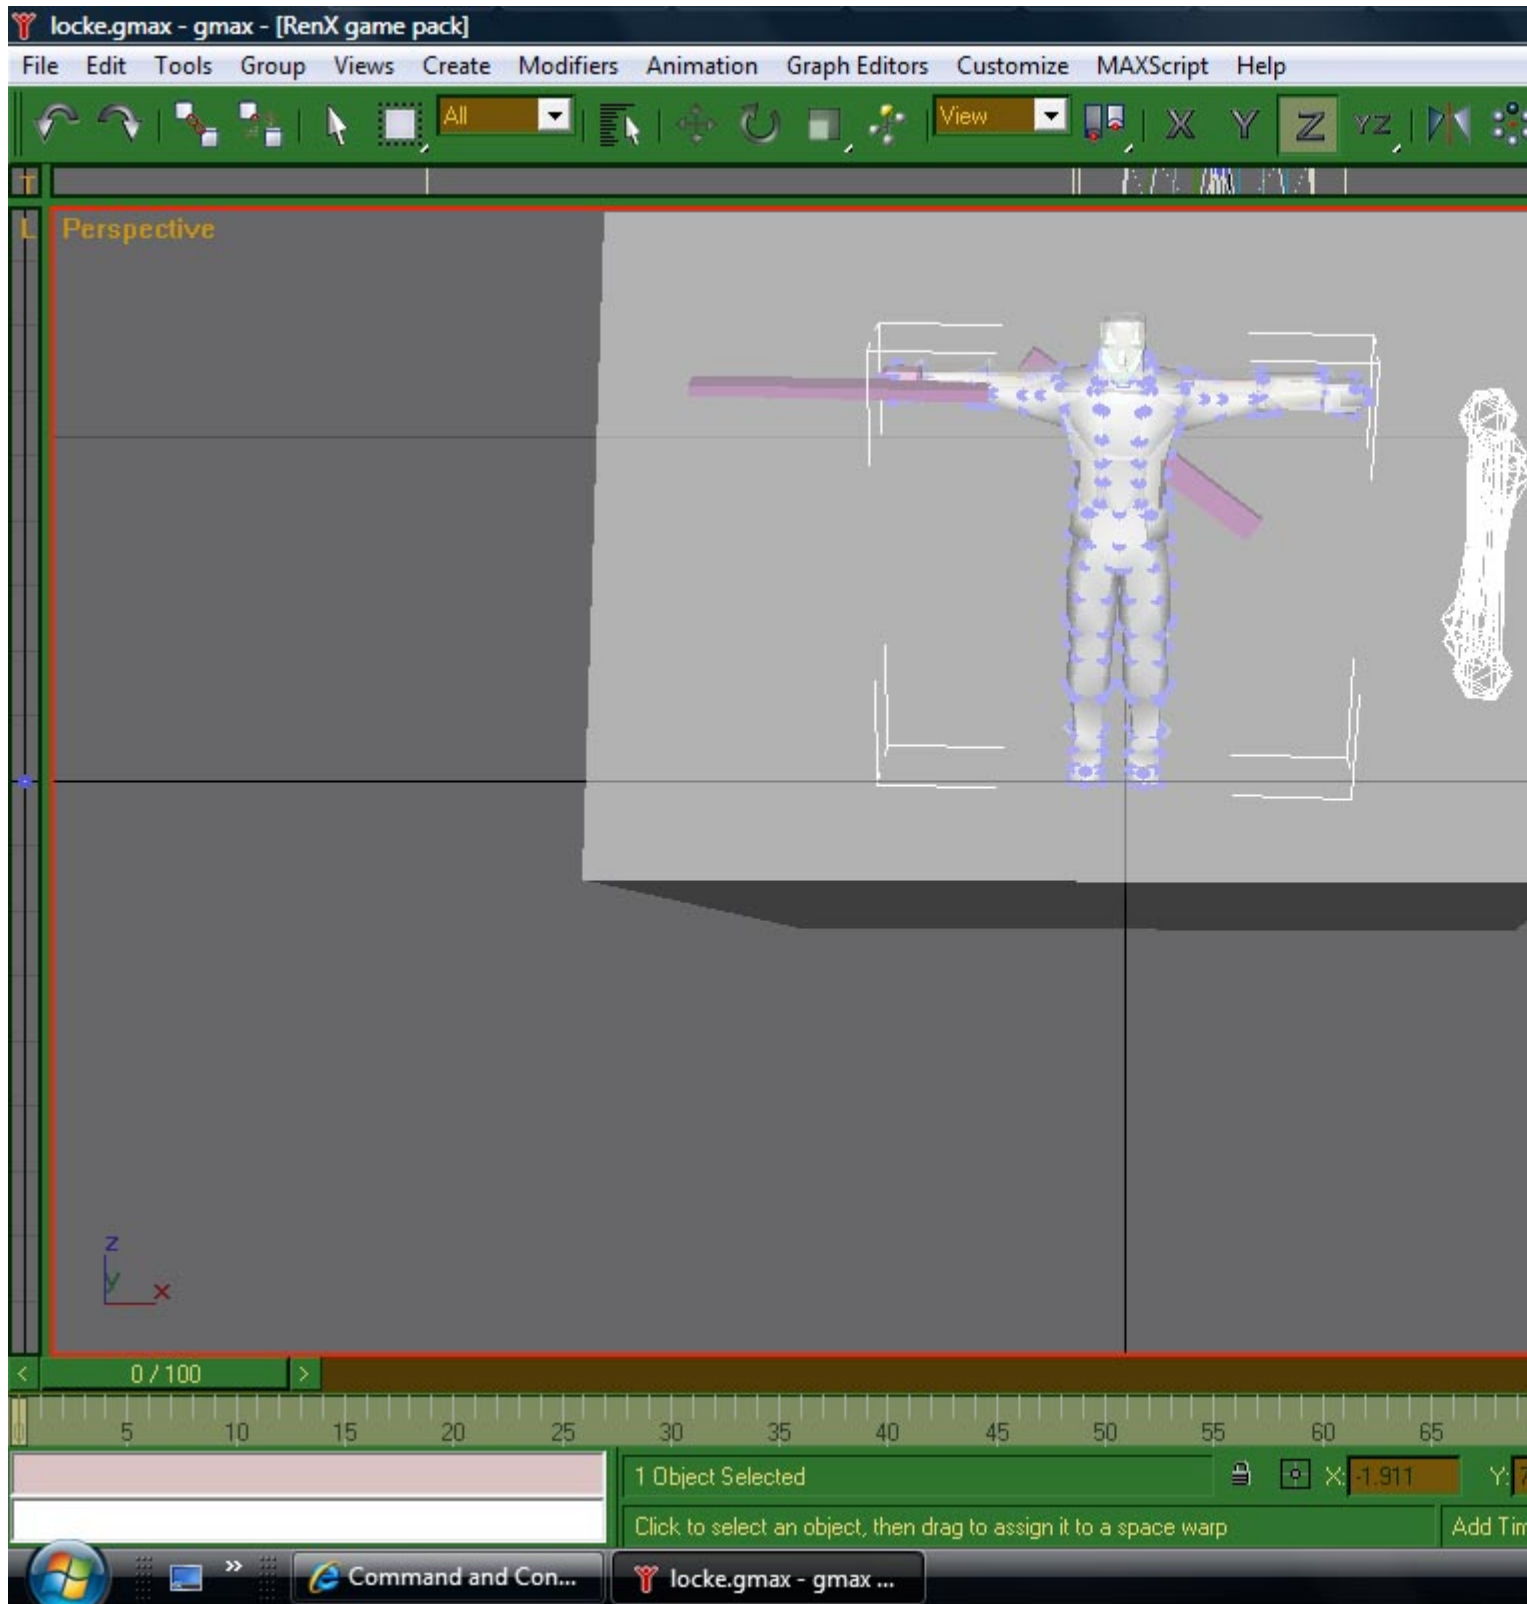 locke.gmax - gmax - [RenX game pack]
File Edit Tools Group Views Create Modifiers Animation Graph Editors Customize MAXScript Help
All View X Y Z YZ
T
L Perspective
z
y x
< 0 / 100 >
5 10 15 20 25 30 35 40 45 50 55 60 65
1 Object Selected X: -1.911 Y: 7
Click to select an object, then drag to assign it to a space warp Add Tim
» Command and Con... locke.gmax - gmax ...